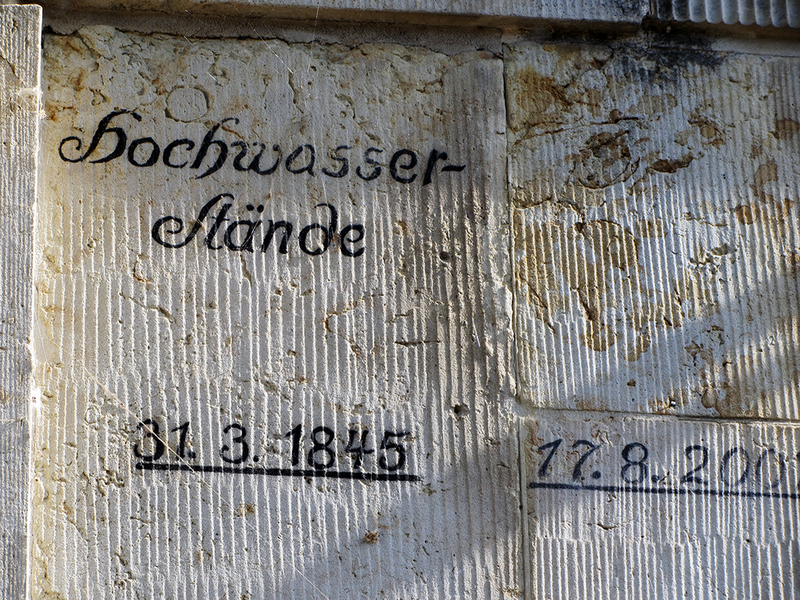 Hochwasser-
Stände
31. 3. 1845
17. 8. 200